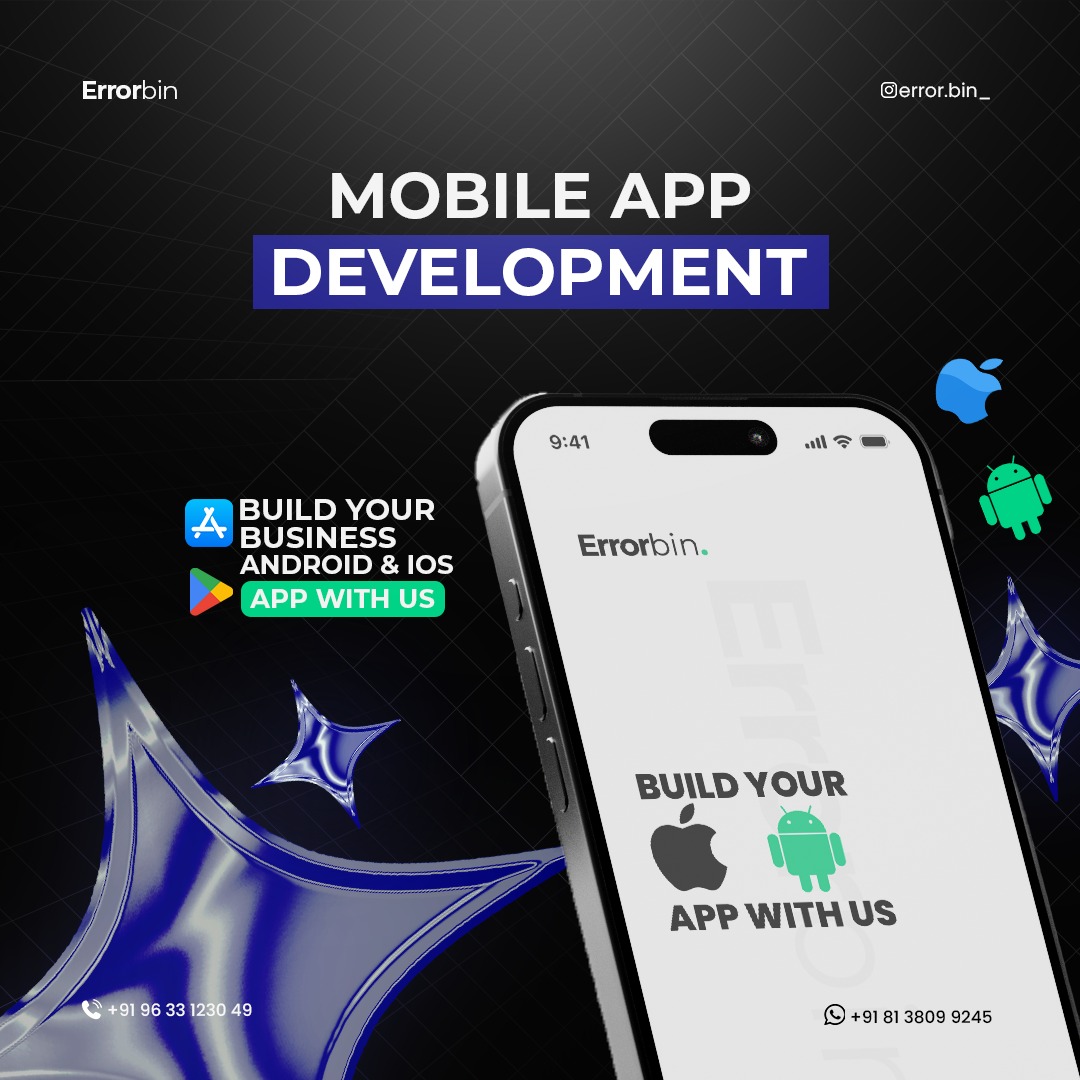 Errorbin
error.bin_
MOBILE APP
DEVELOPMENT
9:41
BUILD YOUR
BUSINESS
ANDROID & IOS
APP WITH US
Errorbin.
BUILD YOUR
APP WITH US
+91 96 33 1230 49
+91 81 3809 9245